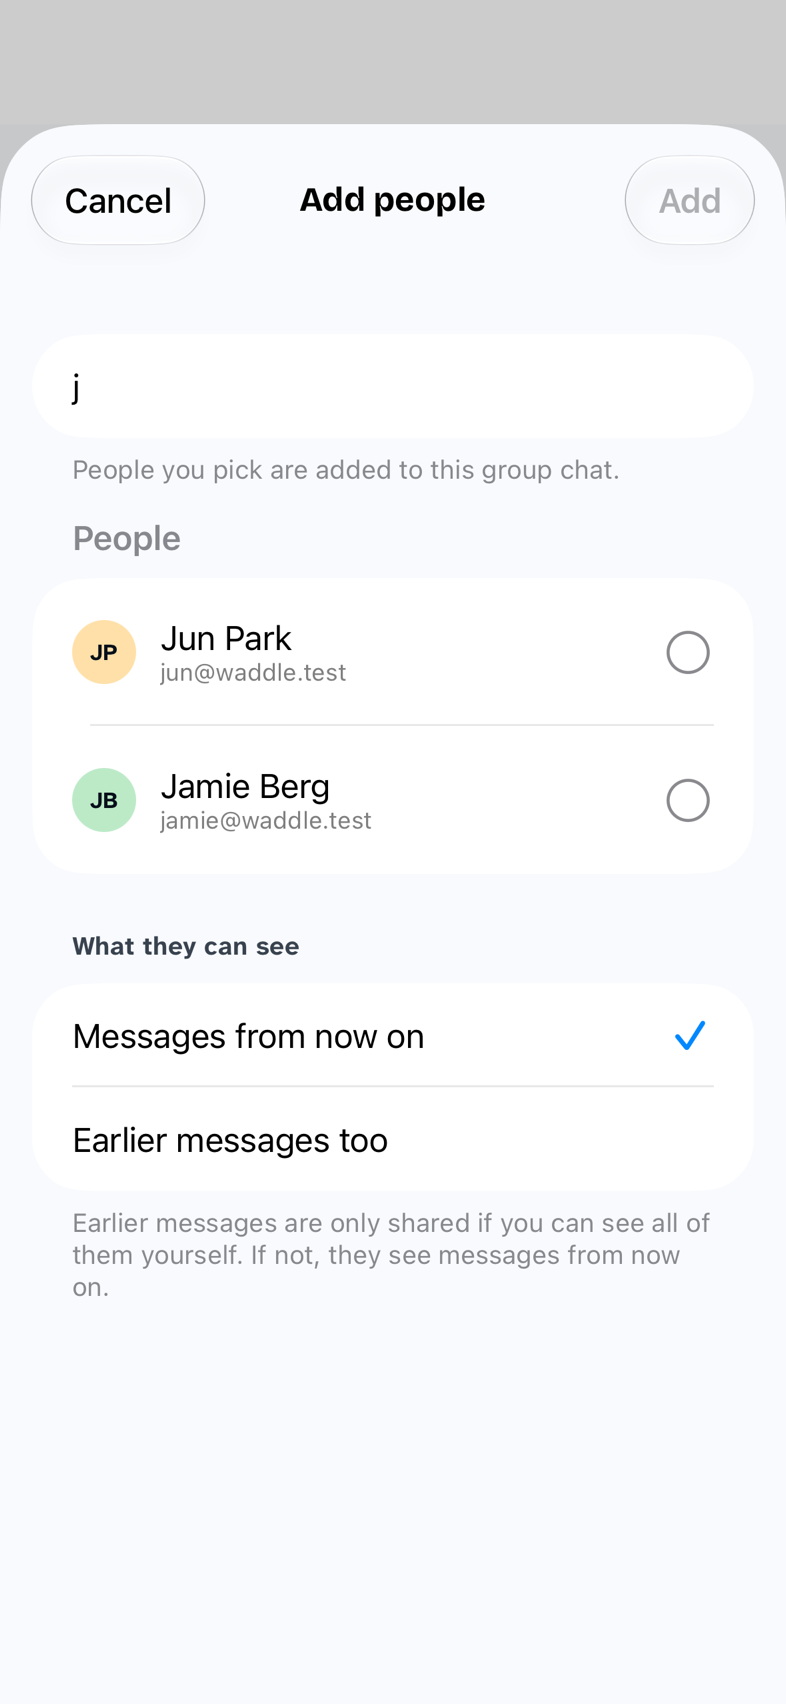 Cancel
Add people
Add
j
People you pick are added to this group chat.
People
JP
Jun Park
jun@waddle.test
JB
Jamie Berg
jamie@waddle.test
What they can see
Messages from now on
Earlier messages too
Earlier messages are only shared if you can see all of
them yourself. If not, they see messages from now
on.